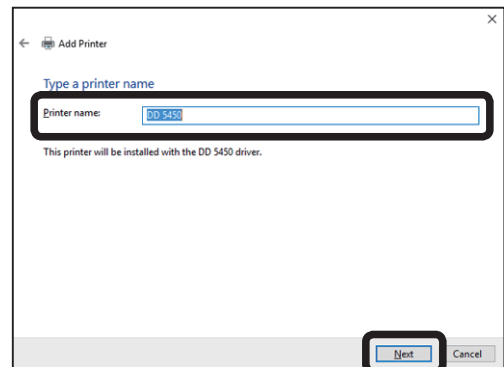 Add Printer
Type a printer name
Printer name: DD 5450
This printer will be installed with the DD 5450 driver.
Next Cancel